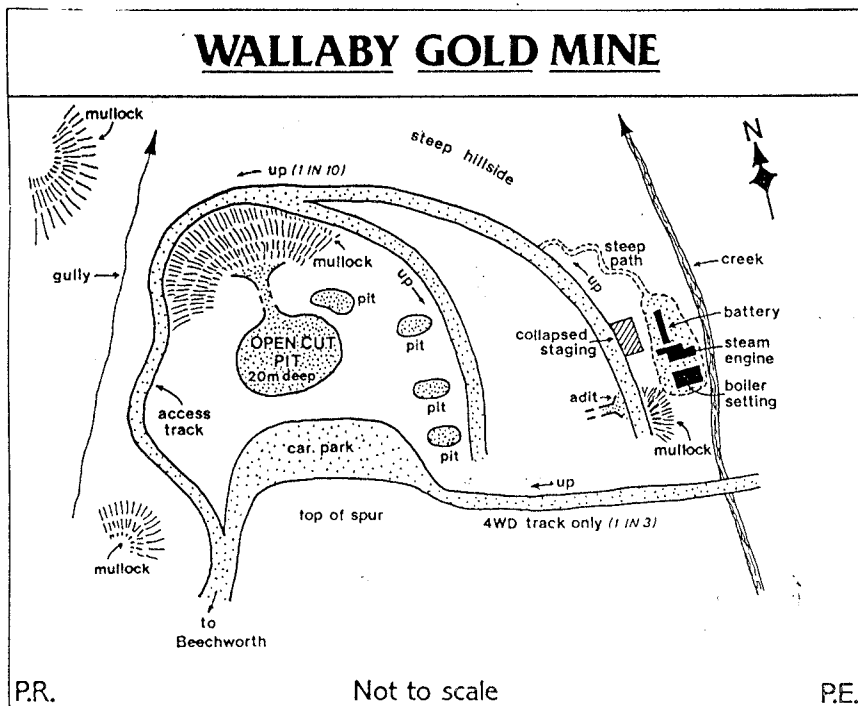 WALLABY GOLD MINE
mullock
N
steep hillside
up (1 IN 10)
steep
path
gully
mullock
creek
up
up
pit
battery
OPEN CUT
PIT
20m deep
pit
collapsed
staging
steam
engine
boiler
setting
pit
adit
access
track
car. park
pit
mullock
up
top of spur
4WD track only (1 IN 3)
mullock
to
Beechworth
P.R.
Not to scale
P.E.